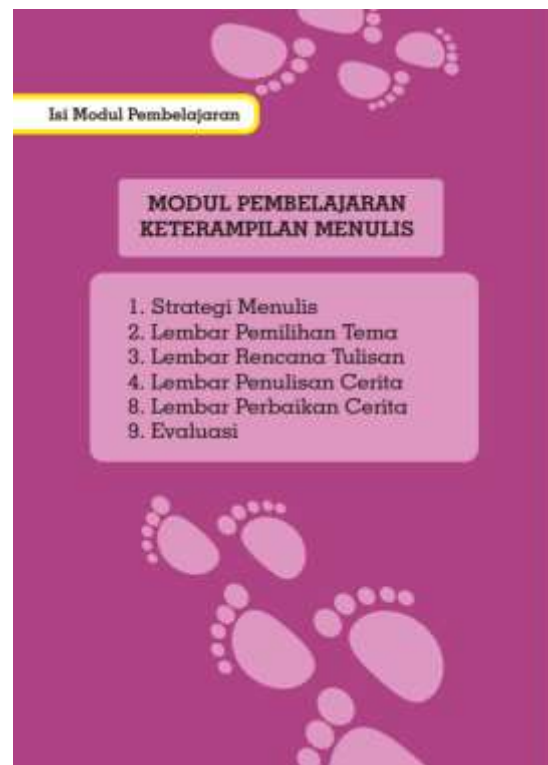 Isi Modul Pembelajaran
MODUL PEMBELAJARAN
KETERAMPILAN MENULIS
1. Strategi Menulis
2. Lembar Pemilihan Tema
3. Lembar Rencana Tulisan
4. Lembar Penulisan Cerita
8. Lembar Perbaikan Cerita
9. Evaluasi